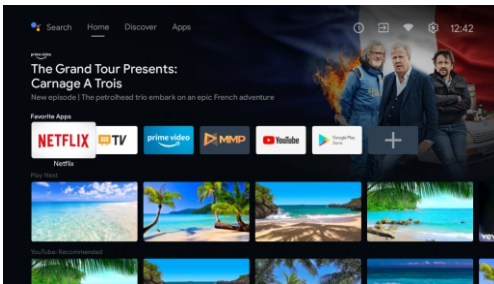 Search Home Discover Apps 12:42
prime video
The Grand Tour Presents:
Carnage A Trois
New episode | The petrolhead trio embark on an epic French adventure
Favorite Apps
NETFLIX TV prime video MMP YouTube Google Play Store
Netflix
Play Next
YouTube: Recommended